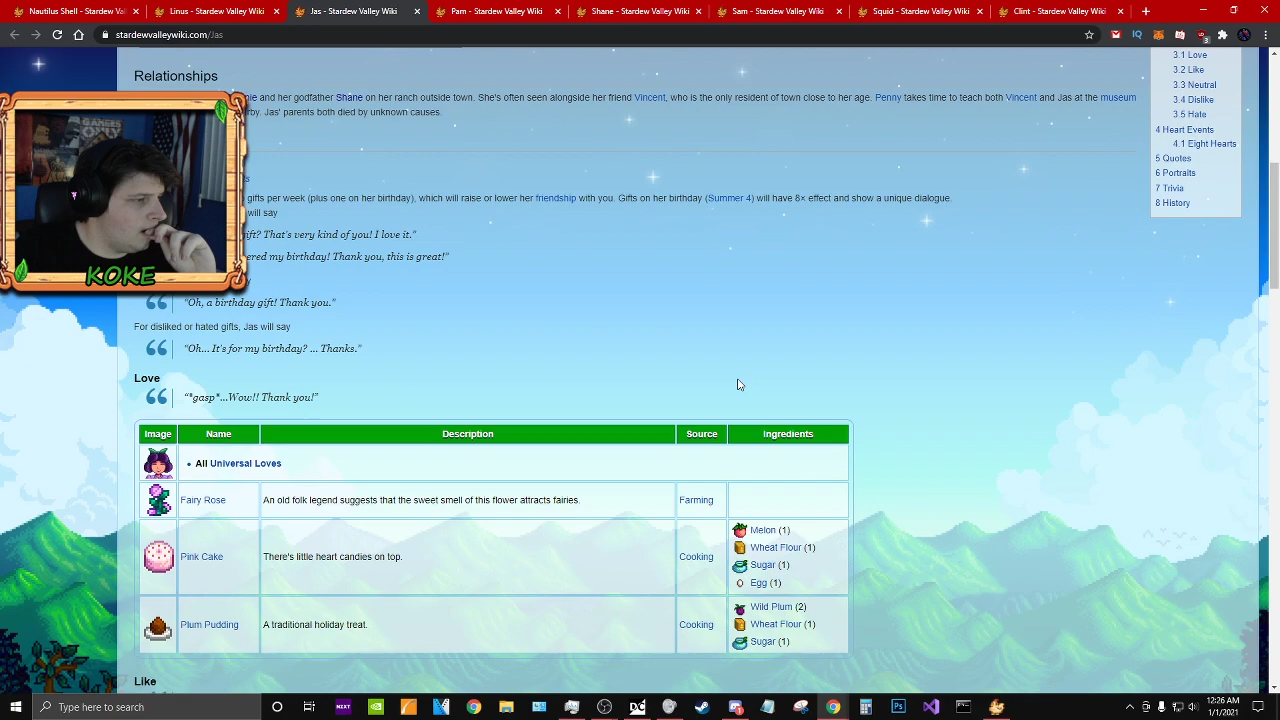 Nautilus Shell - Stardew Val
Linus - Stardew Valley Wiki
Jas - Stardew Valley Wiki
Pam - Stardew Valley Wiki
Shane - Stardew Valley Wiki
Sam - Stardew Valley Wiki
Squid - Stardew Valley Wiki
Clint - Stardew Valley Wiki
stardewvalleywiki.com/Jas
Relationships
and her godfather Shane on her ranch outside town. She's often seen alongside her friend Vincent, who is the only resident of town close to her age. Penny takes time to teach both Vincent and Jas at the museum
rby. Jas' parents both died by unknown causes.
gifts per week (plus one on her birthday), which will raise or lower her friendship with you. Gifts on her birthday (Summer 4) will have 8× effect and show a unique dialogue.
will say
ift? That's very kind of you! I love it."
ered my birthday! Thank you, this is great!"
"Oh, a birthday gift! Thank you."
For disliked or hated gifts, Jas will say
"Oh... It's for my birthday? ... Thanks."
Love
"*gasp*...Wow!! Thank you!"
Image Name Description Source Ingredients
• All Universal Loves
Fairy Rose An old folk legend suggests that the sweet smell of this flower attracts fairies. Farming
Melon (1)
Wheat Flour (1)
Pink Cake There's little heart candies on top. Cooking
Sugar (1)
Egg (1)
Wild Plum (2)
Plum Pudding A traditional holiday treat. Cooking Wheat Flour (1)
Sugar (1)
Like
3.1 Love
3.2 Like
3.3 Neutral
3.4 Dislike
3.5 Hate
4 Heart Events
4.1 Eight Hearts
5 Quotes
6 Portraits
7 Trivia
8 History
KOKE
Type here to search
NEXT
12:26 AM
1/1/2021